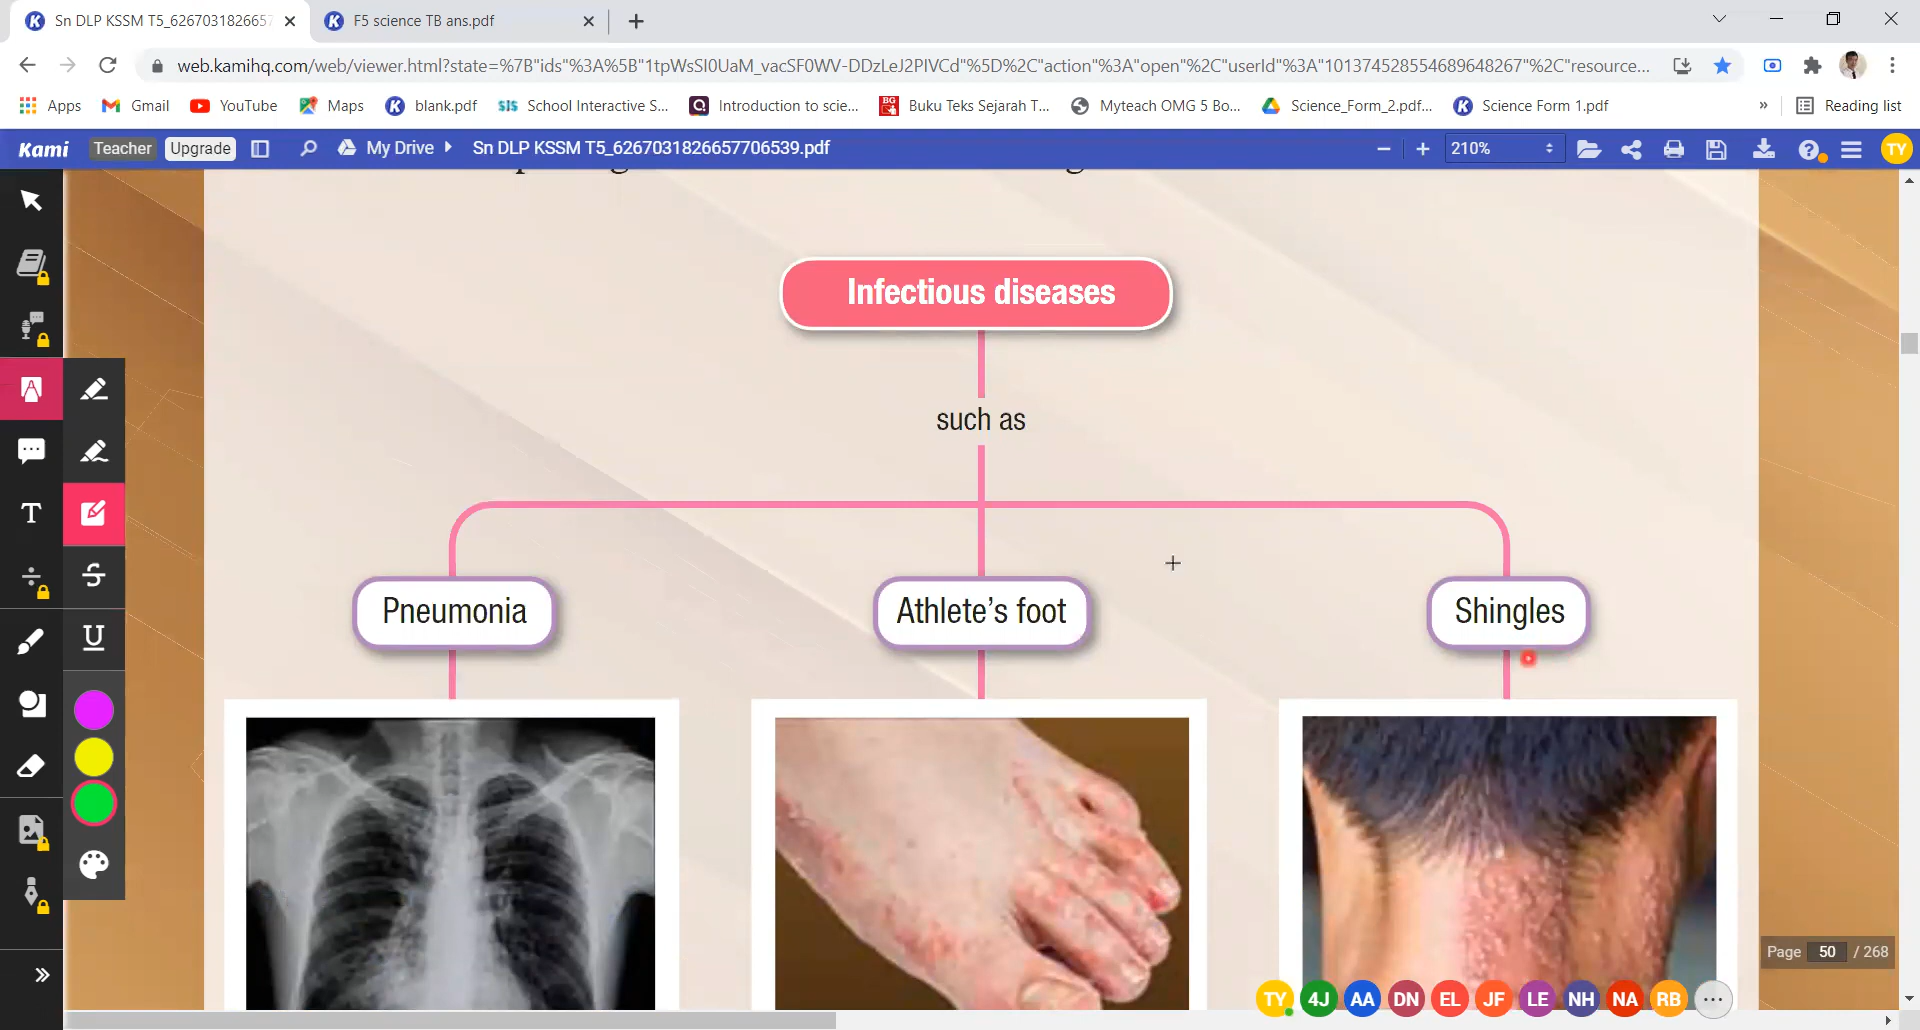 Sn DLP KSSM T5_6267031826657
F5 science TB ans.pdf
web.kamihq.com/web/viewer.html?state=%7B"ids"%3A%5B"1tpWsSI0UaM_vacSF0WV-DDzLeJ2PIVCd"%5D%2C"action"%3A"open"%2C"userId"%3A"101374528554689648267"%2C"resource...
Apps Gmail YouTube Maps blank.pdf School Interactive S... Introduction to scie... Buku Teks Sejarah T... Myteach OMG 5 Bo... Science_Form_2.pdf... Science Form 1.pdf » Reading list
Kami Teacher Upgrade My Drive Sn DLP KSSM T5_6267031826657706539.pdf 210% TY
Infectious diseases
such as
Pneumonia Athlete's foot Shingles
Page 50 / 268
TY 4J AA DN EL JF LE NH NA RB ...